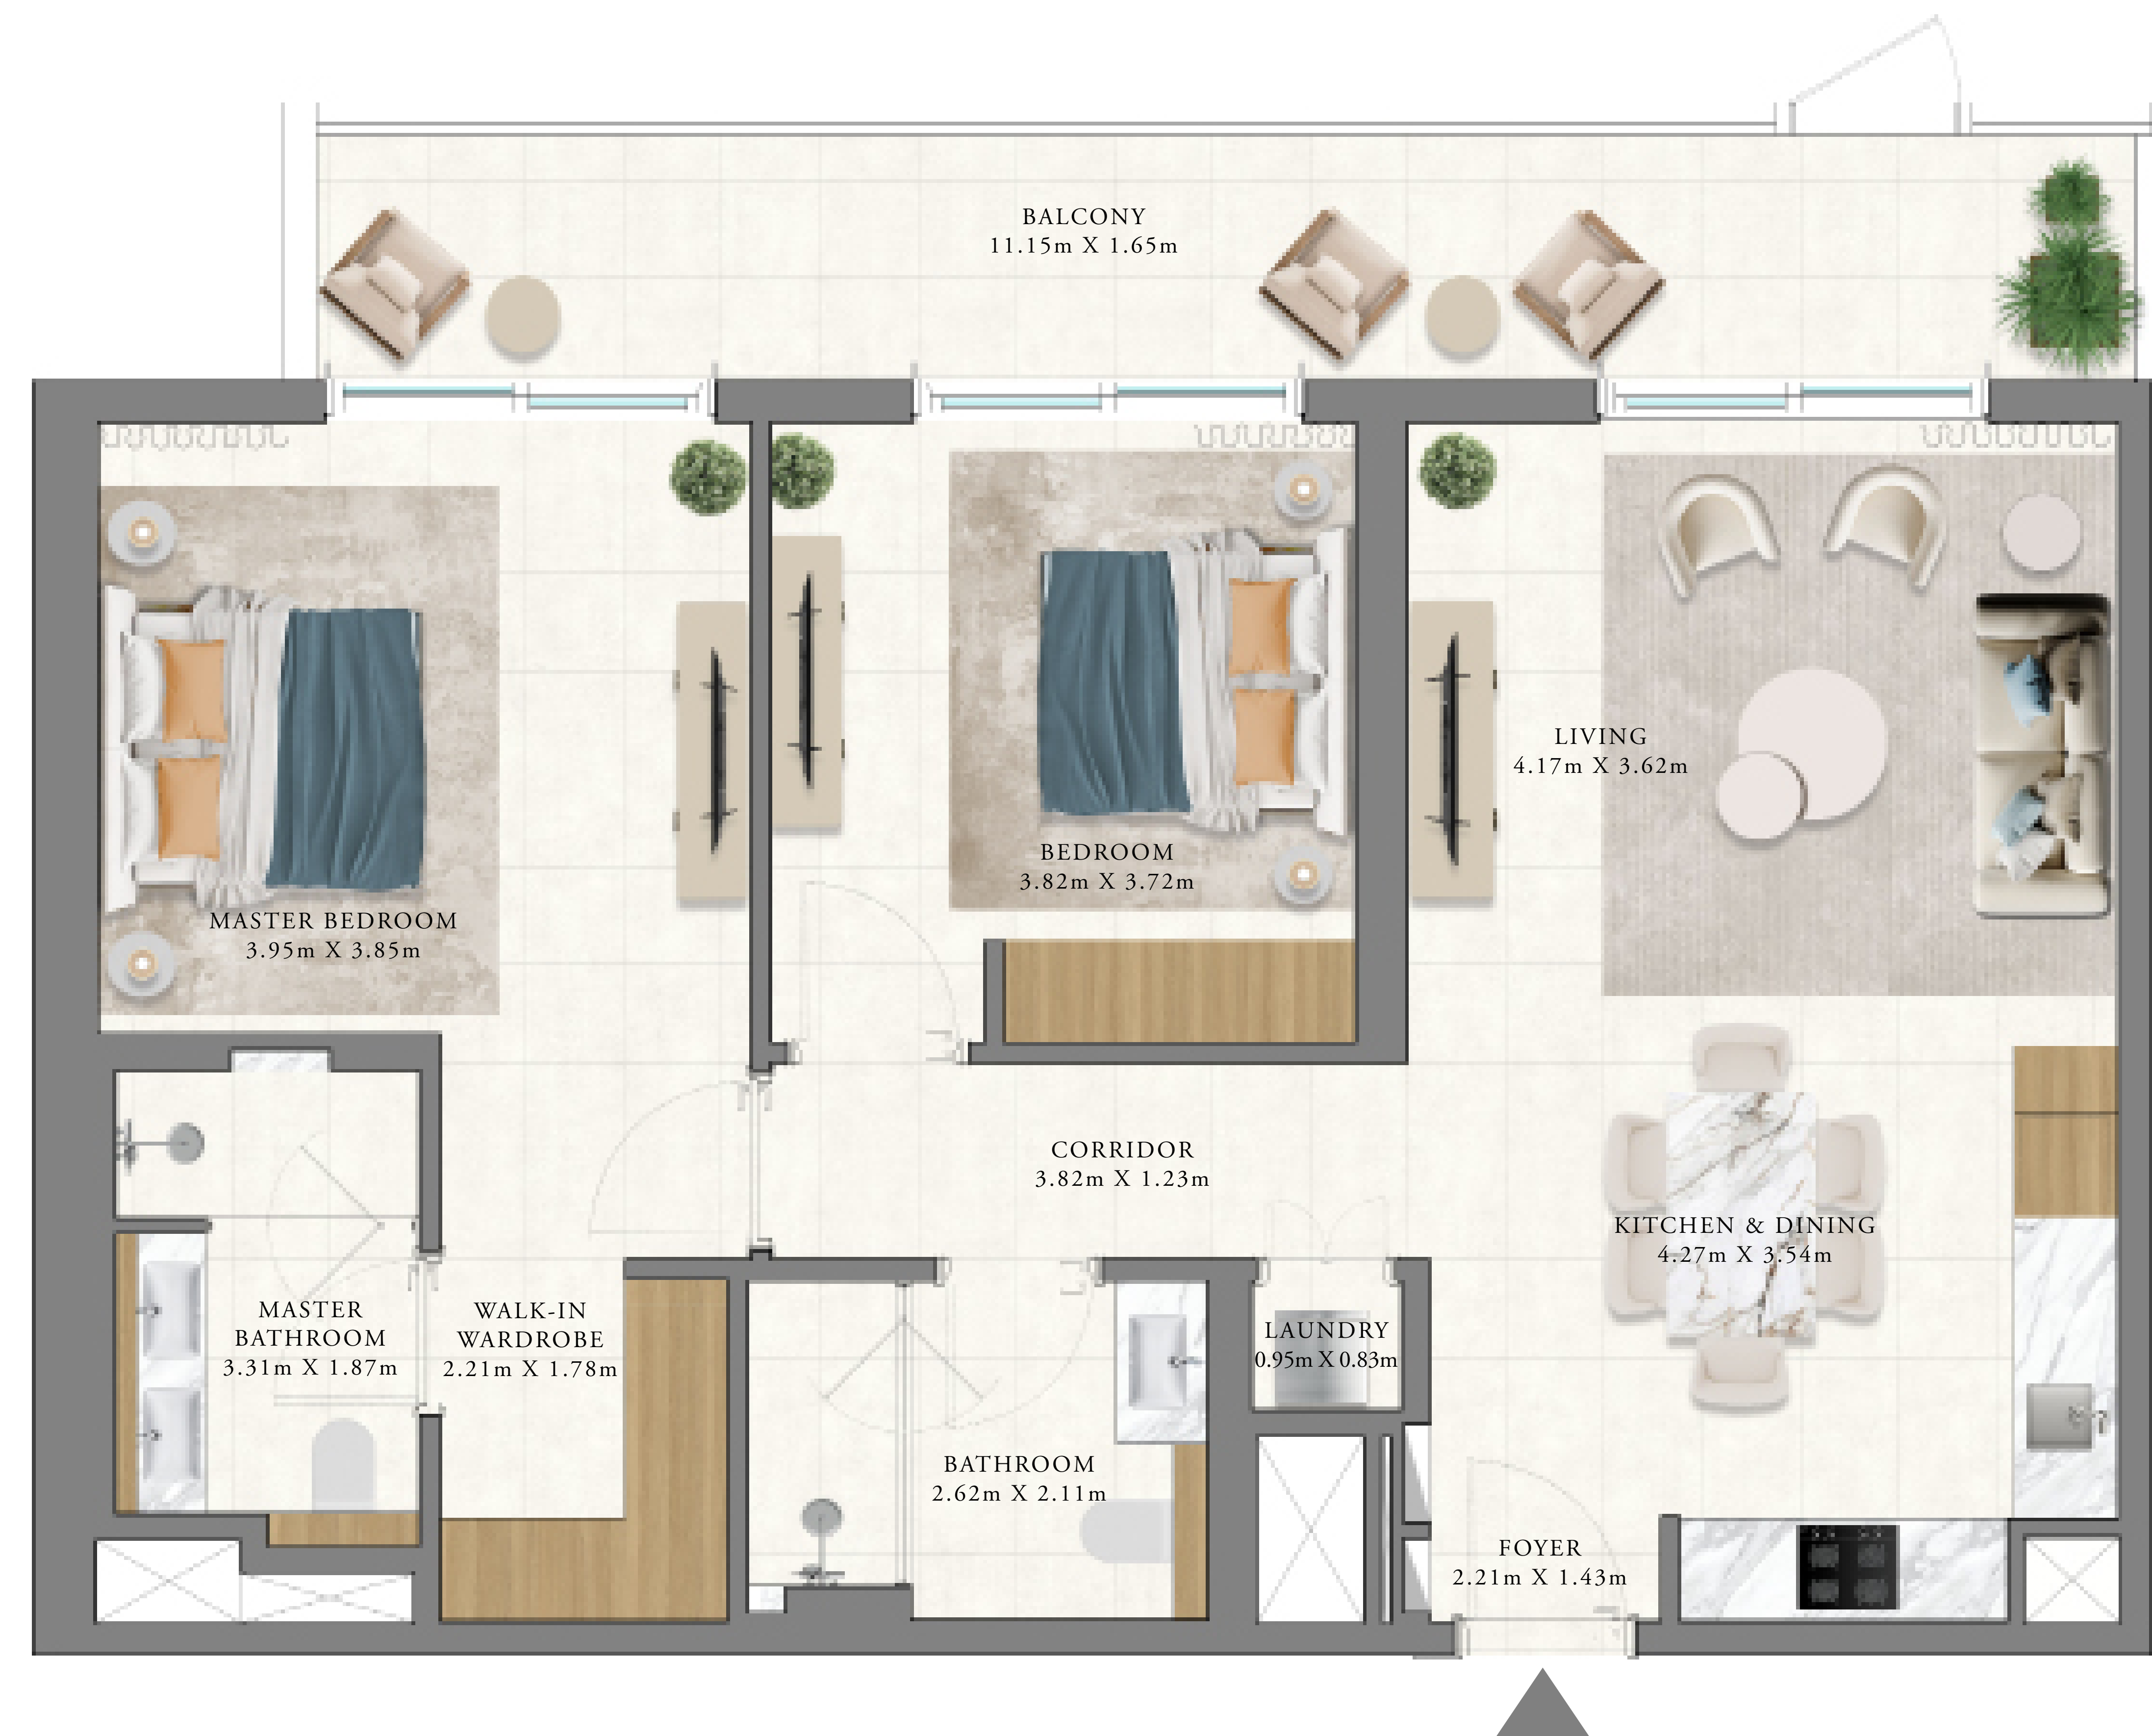 BALCONY
11.15m X 1.65m
LIVING
4.17m X 3.62m
BEDROOM
3.82m X 3.72m
MASTER BEDROOM
3.95m X 3.85m
CORRIDOR
3.82m X 1.23m
KITCHEN & DINING
4.27m X 3.54m
MASTER
BATHROOM
3.31m X 1.87m
WALK-IN
WARDROBE
2.21m X 1.78m
LAUNDRY
0.95m X 0.83m
BATHROOM
2.62m X 2.11m
FOYER
2.21m X 1.43m